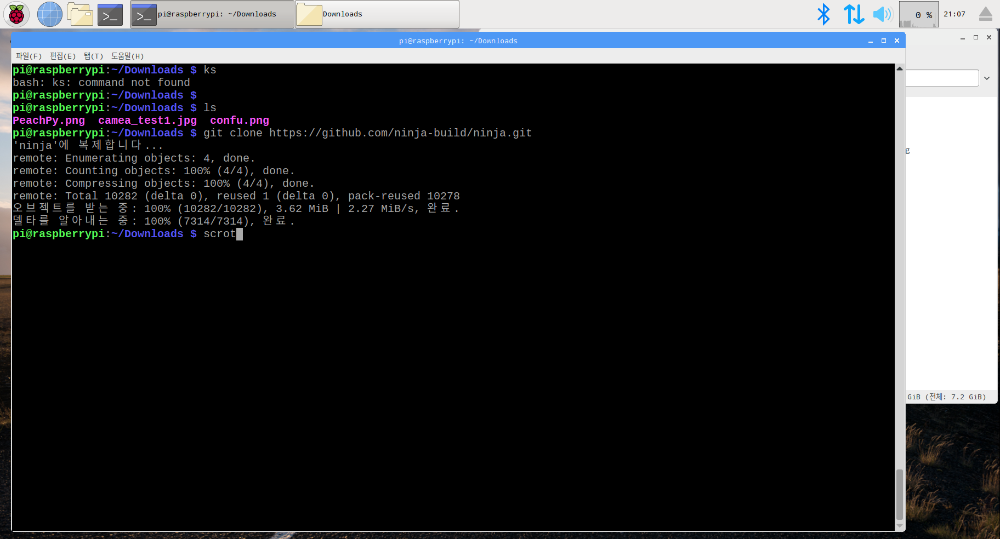 pi@raspberrypi: ~/Downloads
Downloads
0 %
21:07
pi@raspberrypi: ~/Downloads
파일(F) 편집(E) 탭(T) 도움말(H)
pi@raspberrypi:~/Downloads $ ks
bash: ks: command not found
pi@raspberrypi:~/Downloads $
pi@raspberrypi:~/Downloads $ ls
PeachPy.png  camea_test1.jpg  confu.png
pi@raspberrypi:~/Downloads $ git clone https://github.com/ninja-build/ninja.git
'ninja'에 복제합니다...
remote: Enumerating objects: 4, done.
remote: Counting objects: 100% (4/4), done.
remote: Compressing objects: 100% (4/4), done.
remote: Total 10282 (delta 0), reused 1 (delta 0), pack-reused 10278
오브젝트를 받는 중: 100% (10282/10282), 3.62 MiB | 2.27 MiB/s, 완료.
델타를 알아내는 중: 100% (7314/7314), 완료.
pi@raspberrypi:~/Downloads $ scrot
g
GiB (전체: 7.2 GiB)